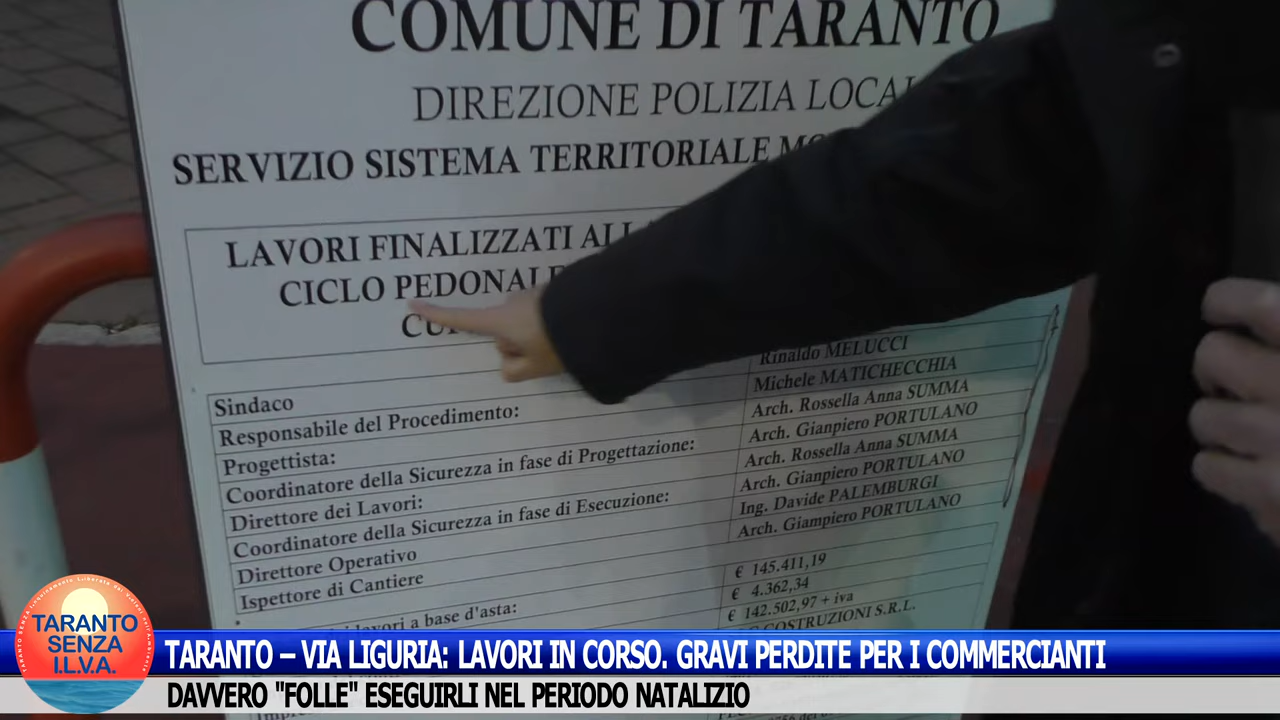 COMUNE DI TARANTO
DIREZIONE POLIZIA LOCA
SERVIZIO SISTEMA TERRITORIALE
LAVORI FINALIZZATI ALLA
CICLO PEDONALE
Sindaco Rinaldo MELUCCI
Responsabile del Procedimento: Michele MATICHECCHIA
Progettista: Arch. Rossella Anna SUMMA
Coordinatore della Sicurezza in fase di Progettazione: Arch. Gianpiero PORTULANO
Direttore dei Lavori: Arch. Rossella Anna SUMMA
Coordinatore della Sicurezza in fase di Esecuzione: Arch. Gianpiero PORTULANO
Direttore Operativo Ing. Davide PALEMBURGI
Ispettore di Cantiere Arch. Giampiero PORTULANO
lavori a base d'asta: € 145.411,19
€ 4.362,34
€ 142.502,97 + iva
COSTRUZIONI S.R.L.
TARANTO
SENZA
I.L.V.A.
TARANTO – VIA LIGURIA: LAVORI IN CORSO. GRAVI PERDITE PER I COMMERCIANTI
DAVVERO "FOLLE" ESEGUIRLI NEL PERIODO NATALIZIO